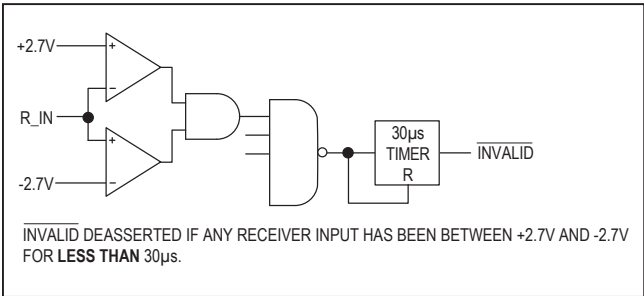 +2.7V
+
−
R_IN
+
−
-2.7V
30µs
TIMER
R
INVALID
INVALID DEASSERTED IF ANY RECEIVER INPUT HAS BEEN BETWEEN +2.7V AND -2.7V
FOR LESS THAN 30µs.